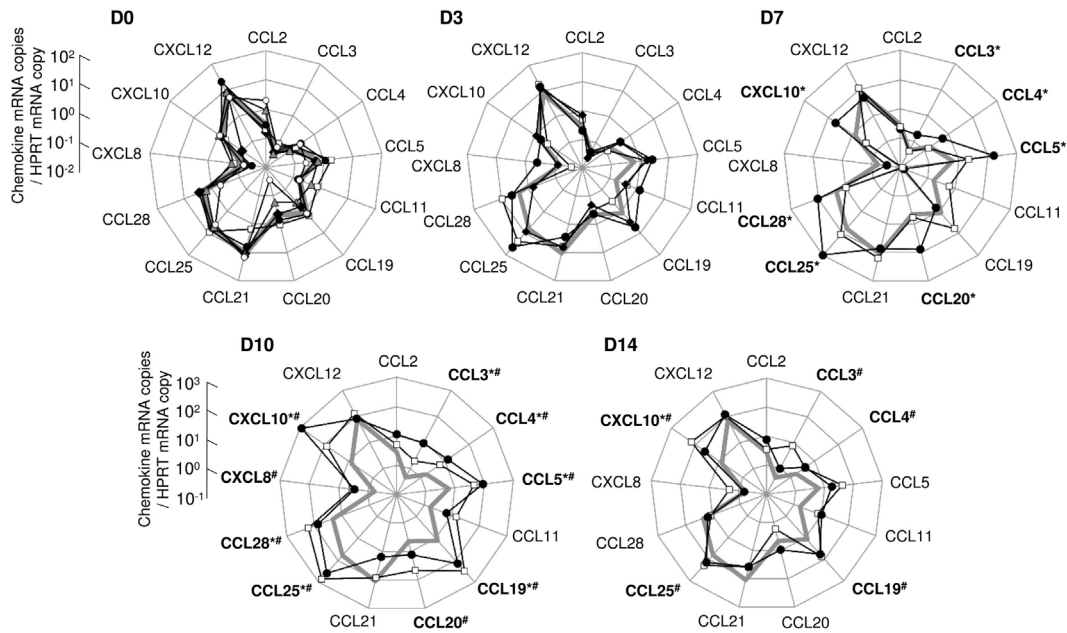 D0
D3
D7
CCL2
CXCL12
CCL3
CXCL10
CCL4
CXCL8
CCL5
CCL28
CCL11
CCL25
CCL19
CCL21
CCL20
Chemokine mRNA copies
/ HPRT mRNA copy
10²
10¹
10⁰
10⁻¹
10⁻²
CCL2
CXCL12
CCL3
CXCL10
CCL4
CXCL8
CCL5
CCL28
CCL11
CCL25
CCL19
CCL21
CCL20
CCL2
CXCL12
CCL3*
CXCL10*
CCL4*
CXCL8
CCL5*
CCL28*
CCL11
CCL25*
CCL19
CCL21
CCL20*
D10
D14
Chemokine mRNA copies
/ HPRT mRNA copy
10³
10²
10¹
10⁰
10⁻¹
CCL2
CXCL12
CCL3*#
CXCL10*#
CCL4*#
CXCL8#
CCL5*#
CCL28*#
CCL11
CCL25*#
CCL19*#
CCL21
CCL20#
CCL2
CXCL12
CCL3#
CXCL10*#
CCL4#
CXCL8
CCL5
CCL28
CCL11
CCL25#
CCL19#
CCL21
CCL20